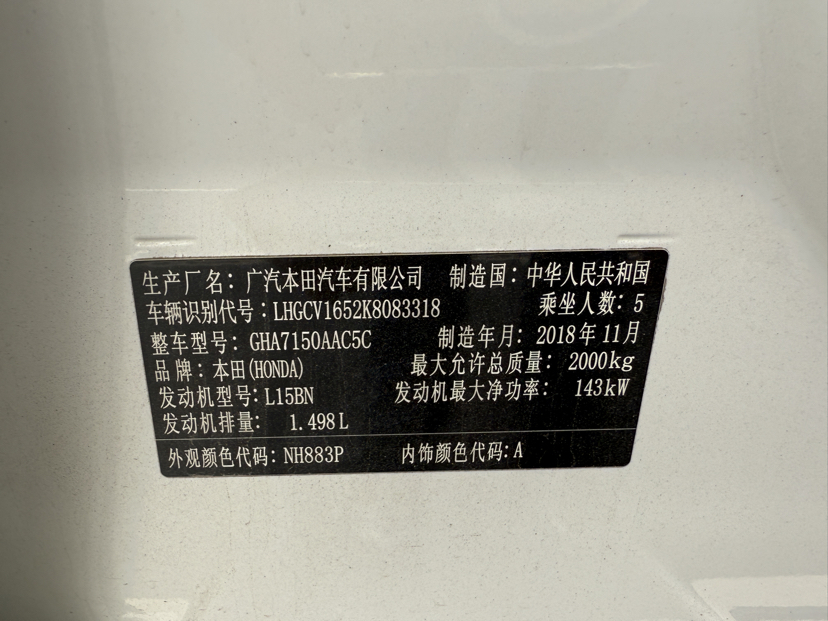 生产厂名：广汽本田汽车有限公司 制造国：中华人民共和国
车辆识别代号：LHGCV1652K8083318 乘坐人数：5
整车型号：GHA7150AAC5C 制造年月：2018年11月
品牌：本田(HONDA) 最大允许总质量：2000kg
发动机型号:L15BN 发动机最大净功率：143kW
发动机排量：1.498L
外观颜色代码：NH883P 内饰颜色代码:A